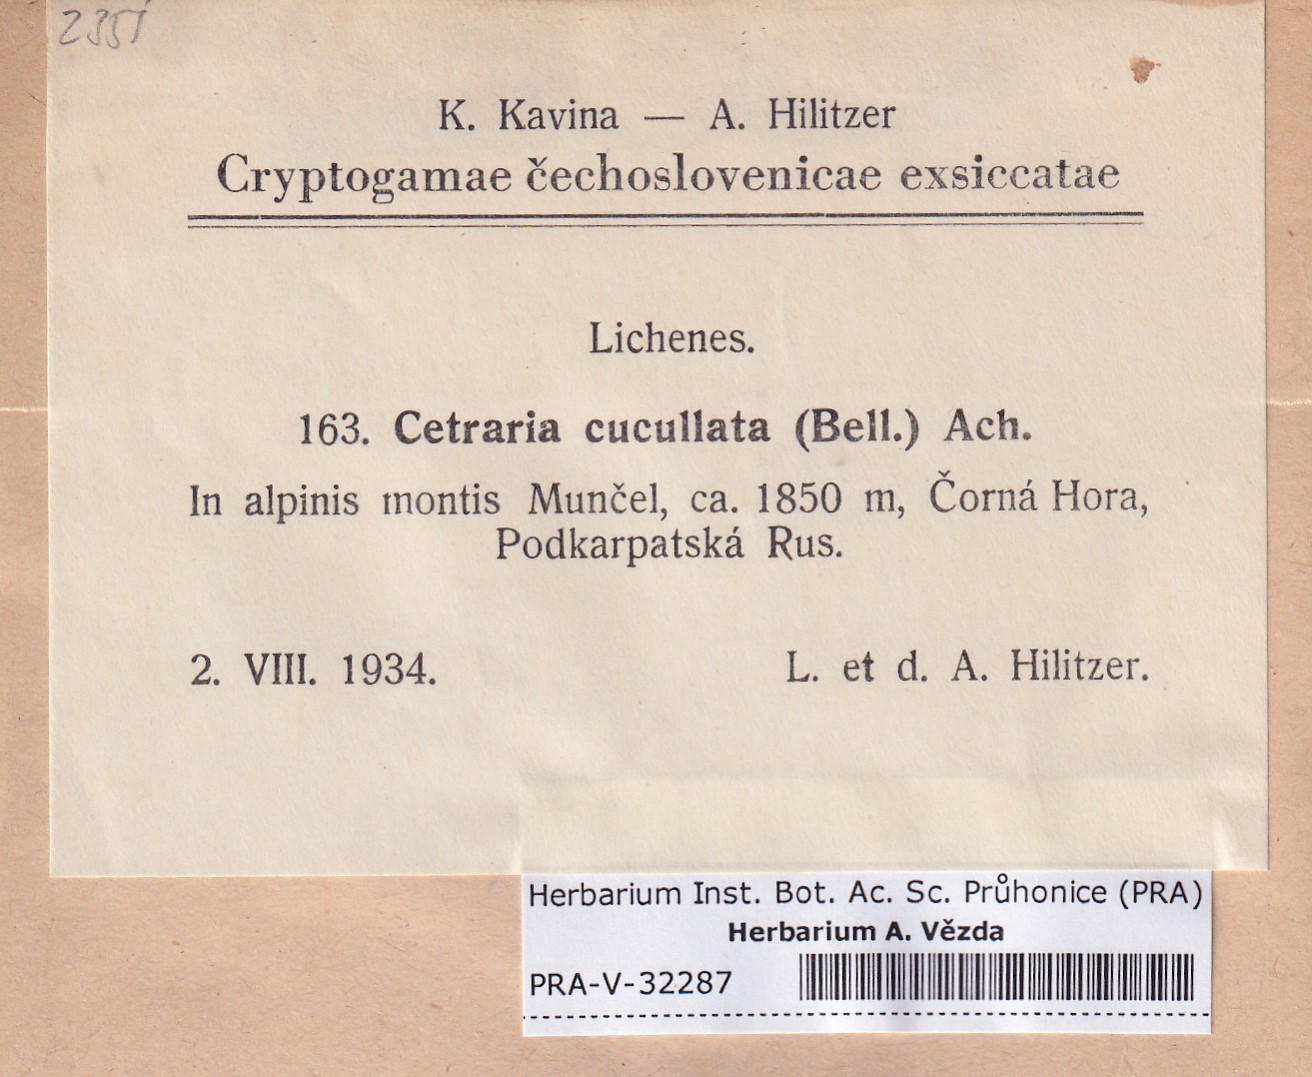 2351
K. Kavina — A. Hilitzer
Cryptogamae čechoslovenicae exsiccatae
Lichenes.
163. Cetraria cucullata (Bell.) Ach.
In alpinis montis Munčel, ca. 1850 m, Čorná Hora,
Podkarpatská Rus.
2. VIII. 1934. L. et d. A. Hilitzer.
Herbarium Inst. Bot. Ac. Sc. Průhonice (PRA)
Herbarium A. Vězda
PRA-V-32287